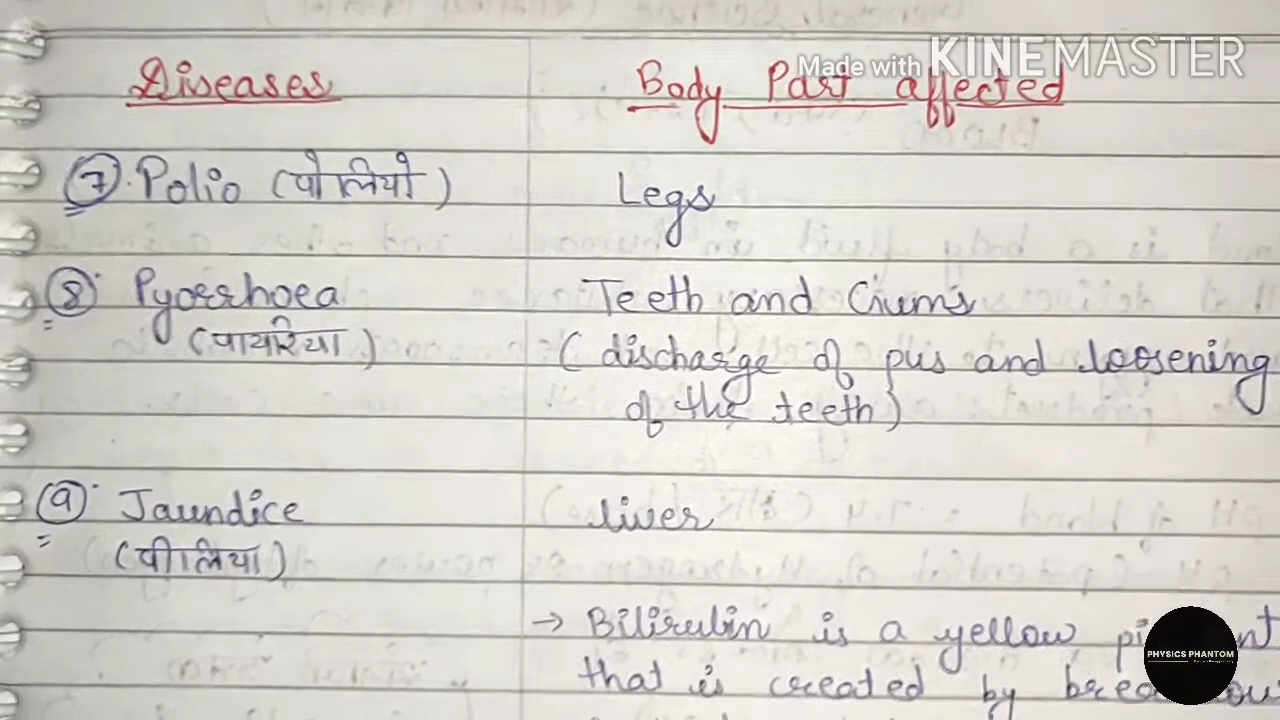 Made with KINEMASTER
Diseases Body Part affected
7. Polio (पोलियो) Legs
8. Pyorrhoea Teeth and Gums
(पायरिया) (discharge of pus and loosening
of the teeth)
9. Jaundice liver
(पीलिया)
→ Bilirubin is a yellow
PHYSICS PHANTOM
that is created by